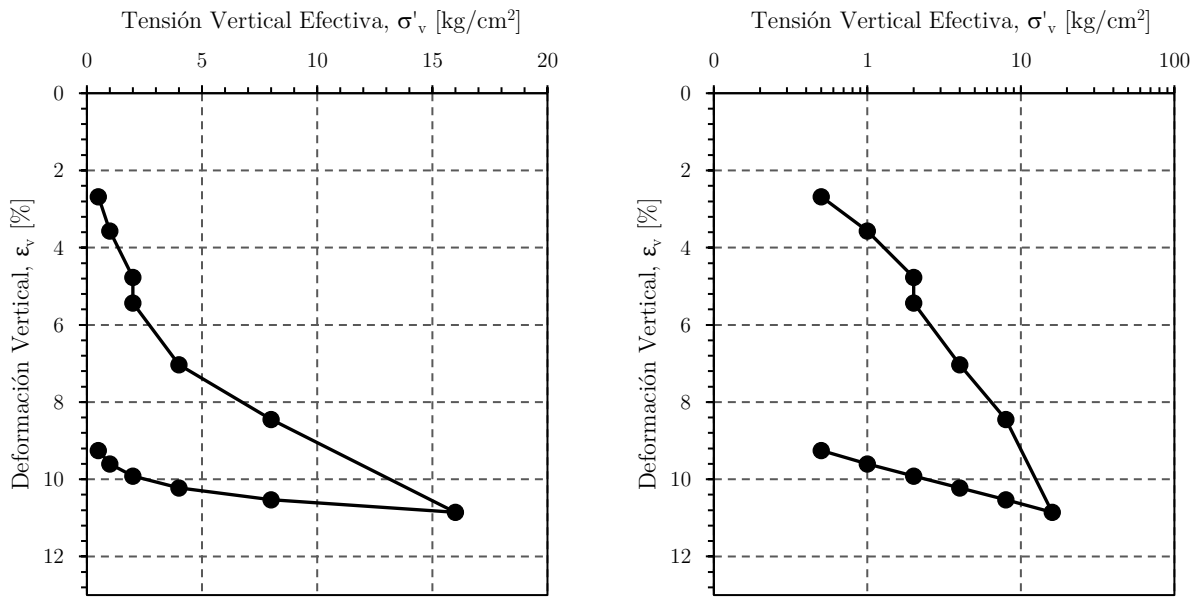 Tensión Vertical Efectiva, σ'v [kg/cm²]
0 5 10 15 20
Deformación Vertical, εv [%]
0
2
4
6
8
10
12
Tensión Vertical Efectiva, σ'v [kg/cm²]
0 1 10 100
Deformación Vertical, εv [%]
0
2
4
6
8
10
12